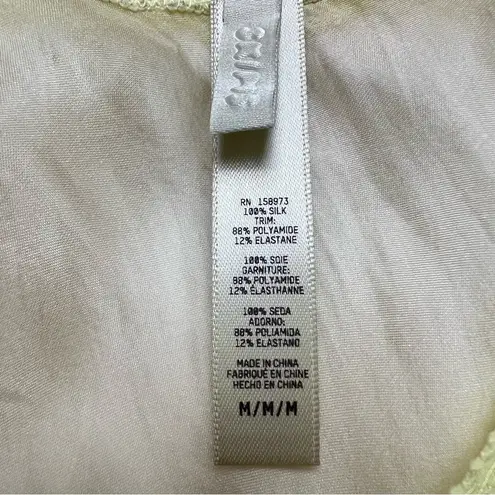 SKIMS
RN 158973
100% SILK
TRIM:
88% POLYAMIDE
12% ELASTANE
100% SOIE
GARNITURE:
88% POLYAMIDE
12% ÉLASTHANNE
100% SEDA
ADORNO:
88% POLIAMIDA
12% ELASTANO
MADE IN CHINA
FABRIQUÉ EN CHINE
HECHO EN CHINA
M/M/M